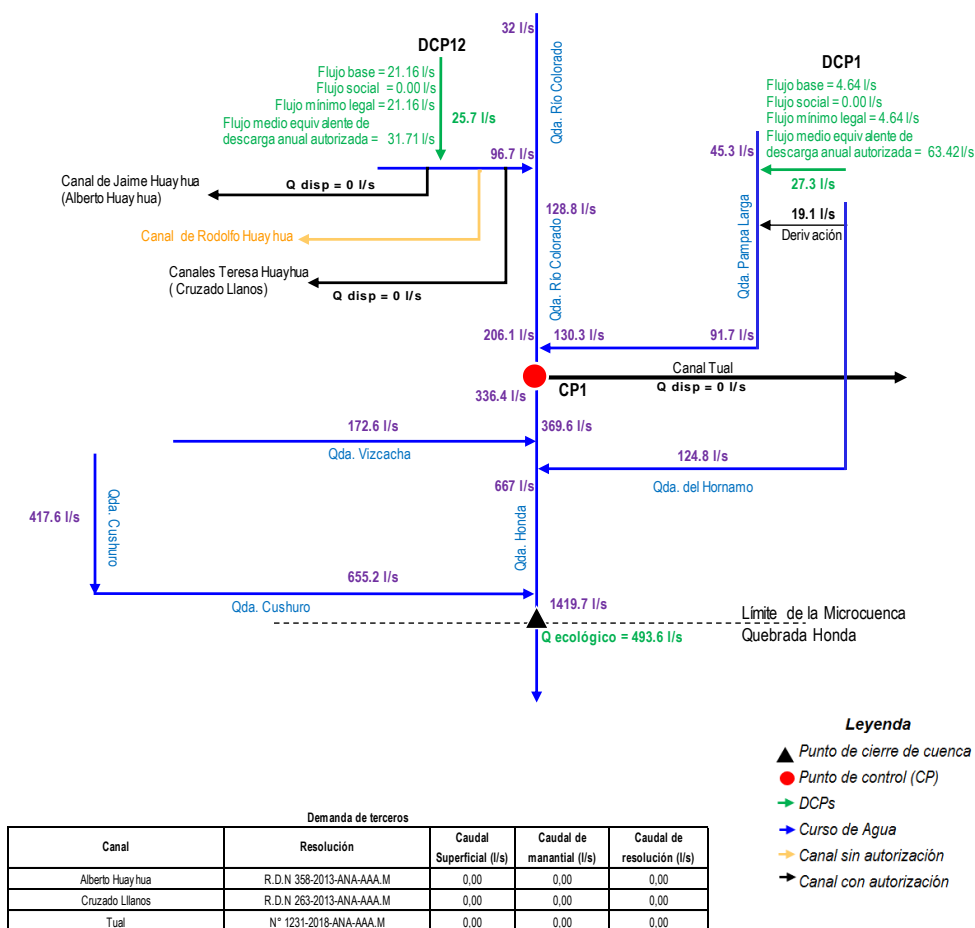 32 l/s
DCP12
Flujo base = 21.16 l/s
Flujo social = 0.00 l/s
Flujo mínimo legal = 21.16 l/s
Flujo medio equivalente de
descarga anual autorizada = 31.71 l/s
25.7 l/s
Qda. Río Colorado
DCP1
Flujo base = 4.64 l/s
Flujo social = 0.00 l/s
Flujo mínimo legal = 4.64 l/s
Flujo medio equivalente de
descarga anual autorizada = 63.42 l/s
45.3 l/s
27.3 l/s
96.7 l/s
Canal de Jaime Huayhua
(Alberto Huayhua)
Q disp = 0 l/s
128.8 l/s
19.1 l/s
Derivación
Canal de Rodolfo Huayhua
Qda. Río Colorado
Qda. Pampa Larga
Canales Teresa Huayhua
( Cruzado Llanos)
Q disp = 0 l/s
206.1 l/s
130.3 l/s
91.7 l/s
Canal Tual
Q disp = 0 l/s
CP1
336.4 l/s
172.6 l/s
369.6 l/s
Qda. Vizcacha
124.8 l/s
Qda. del Hornamo
667 l/s
417.6 l/s
Qda. Cushuro
Qda. Honda
655.2 l/s
Qda. Cushuro
1419.7 l/s
Límite de la Microcuenca
Quebrada Honda
Q ecológico = 493.6 l/s
Leyenda
Punto de cierre de cuenca
Punto de control (CP)
DCPs
Curso de Agua
Canal sin autorización
Canal con autorización
Demanda de terceros
Canal Resolución Caudal Superficial (l/s) Caudal de manantial (l/s) Caudal de resolución (l/s)
Alberto Huayhua R.D.N 358-2013-ANA-AAA.M 0,00 0,00 0,00
Cruzado Lllanos R.D.N 263-2013-ANA-AAA.M 0,00 0,00 0,00
Tual N° 1231-2018-ANA-AAA.M 0,00 0,00 0,00